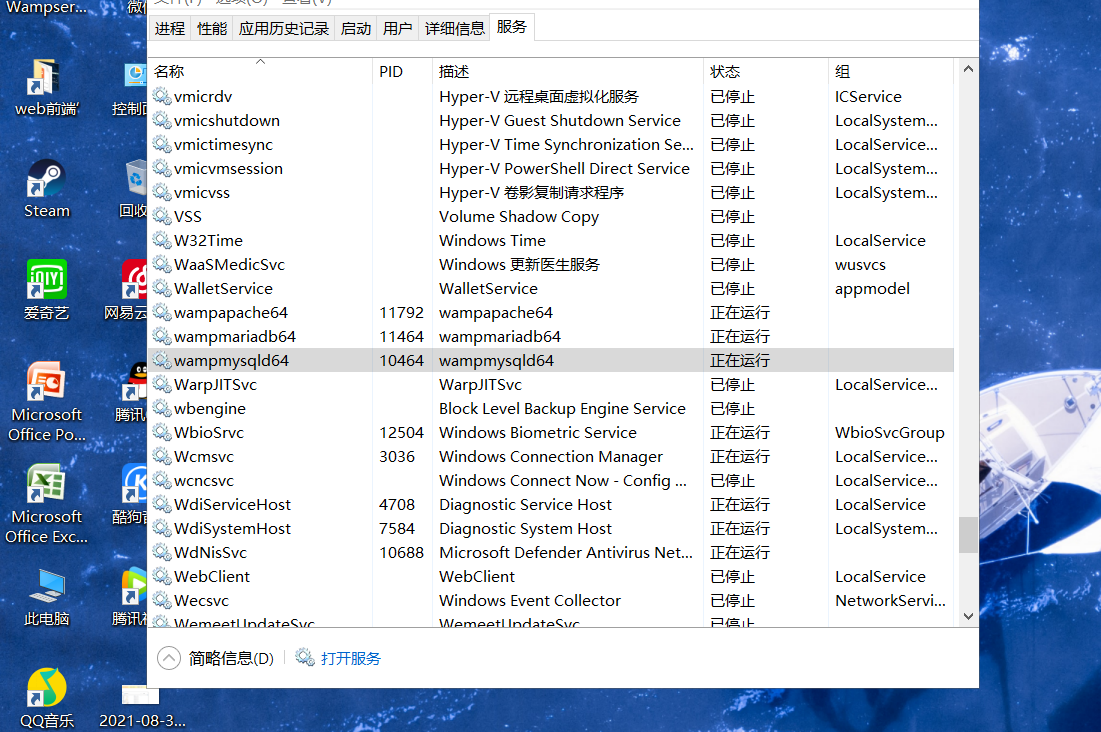 Wampser...
web前端'
Steam
爱奇艺
Microsoft
Office Po...
Microsoft
Office Exc...
此电脑
QQ音乐
微
控制
回收
网易云
腾讯
酷狗
腾讯
2021-08-3...
进程 性能 应用历史记录 启动 用户 详细信息 服务
名称 PID 描述 状态 组
vmicrdv Hyper-V 远程桌面虚拟化服务 已停止 ICService
vmicshutdown Hyper-V Guest Shutdown Service 已停止 LocalSystem...
vmictimesync Hyper-V Time Synchronization Se... 已停止 LocalService...
vmicvmsession Hyper-V PowerShell Direct Service 已停止 LocalSystem...
vmicvss Hyper-V 卷影复制请求程序 已停止 LocalSystem...
VSS Volume Shadow Copy 已停止
W32Time Windows Time 已停止 LocalService
WaaSMedicSvc Windows 更新医生服务 已停止 wusvcs
WalletService WalletService 已停止 appmodel
wampapache64 11792 wampapache64 正在运行
wampmariadb64 11464 wampmariadb64 正在运行
wampmysqld64 10464 wampmysqld64 正在运行
WarpJITSvc WarpJITSvc 已停止 LocalService...
wbengine Block Level Backup Engine Service 已停止
WbioSrvc 12504 Windows Biometric Service 正在运行 WbioSvcGroup
Wcmsvc 3036 Windows Connection Manager 正在运行 LocalService...
wcncsvc Windows Connect Now - Config ... 已停止 LocalService...
WdiServiceHost 4708 Diagnostic Service Host 正在运行 LocalService
WdiSystemHost 7584 Diagnostic System Host 正在运行 LocalSystem...
WdNisSvc 10688 Microsoft Defender Antivirus Net... 正在运行
WebClient WebClient 已停止 LocalService
Wecsvc Windows Event Collector 已停止 NetworkServi...
WemeetUpdateSvc WemeetUpdateSvc 已停止
简略信息(D) 打开服务